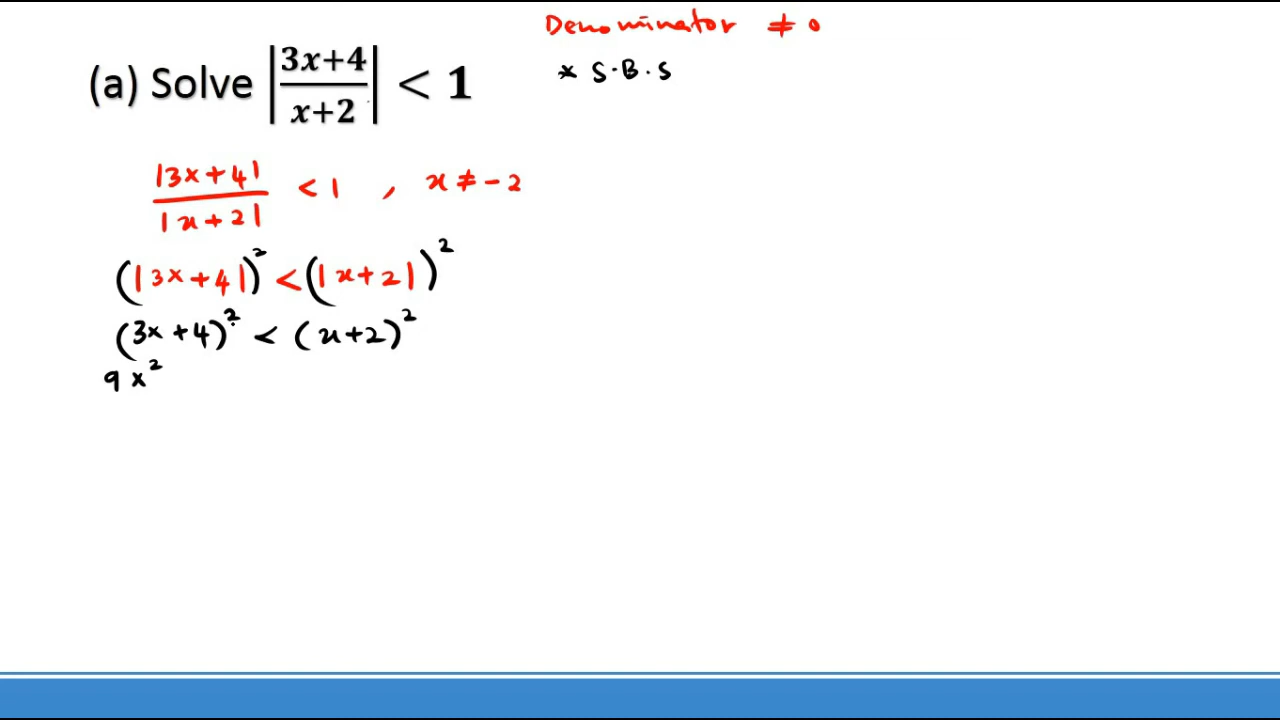 Denominator ≠ 0
* S.B.S
(a) Solve |3x+4 / x+2| < 1
|3x+4| / |x+2| < 1 , x ≠ -2
(|3x+4|)² < (|x+2|)²
(3x+4)² < (x+2)²
9x²